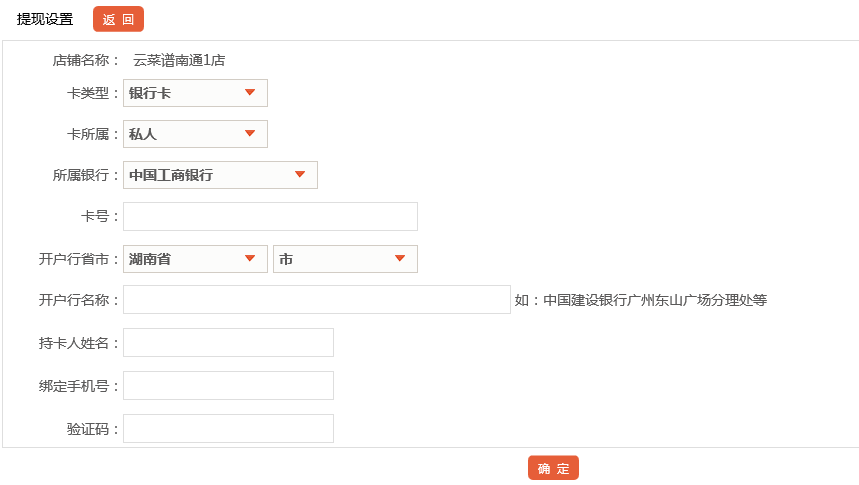 提现设置 返 回
店铺名称： 云菜谱南通1店
卡类型： 银行卡
卡所属： 私人
所属银行： 中国工商银行
卡号：
开户行省市： 湖南省 市
开户行名称： 如：中国建设银行广州东山广场分理处等
持卡人姓名：
绑定手机号：
验证码：
确 定